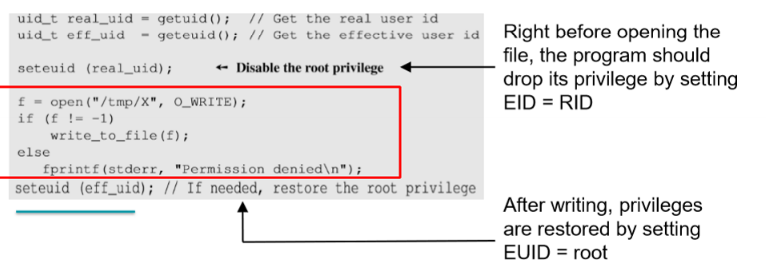 uid_t real_uid = getuid();  // Get the real user id
uid_t eff_uid  = geteuid(); // Get the effective user id
seteuid (real_uid);    ← Disable the root privilege
f = open("/tmp/X", O_WRITE);
if (f != -1)
    write_to_file(f);
else
   fprintf(stderr, "Permission denied\n");
seteuid (eff_uid); // If needed, restore the root privilege
Right before opening the
file, the program should
drop its privilege by setting
EID = RID
After writing, privileges
are restored by setting
EUID = root